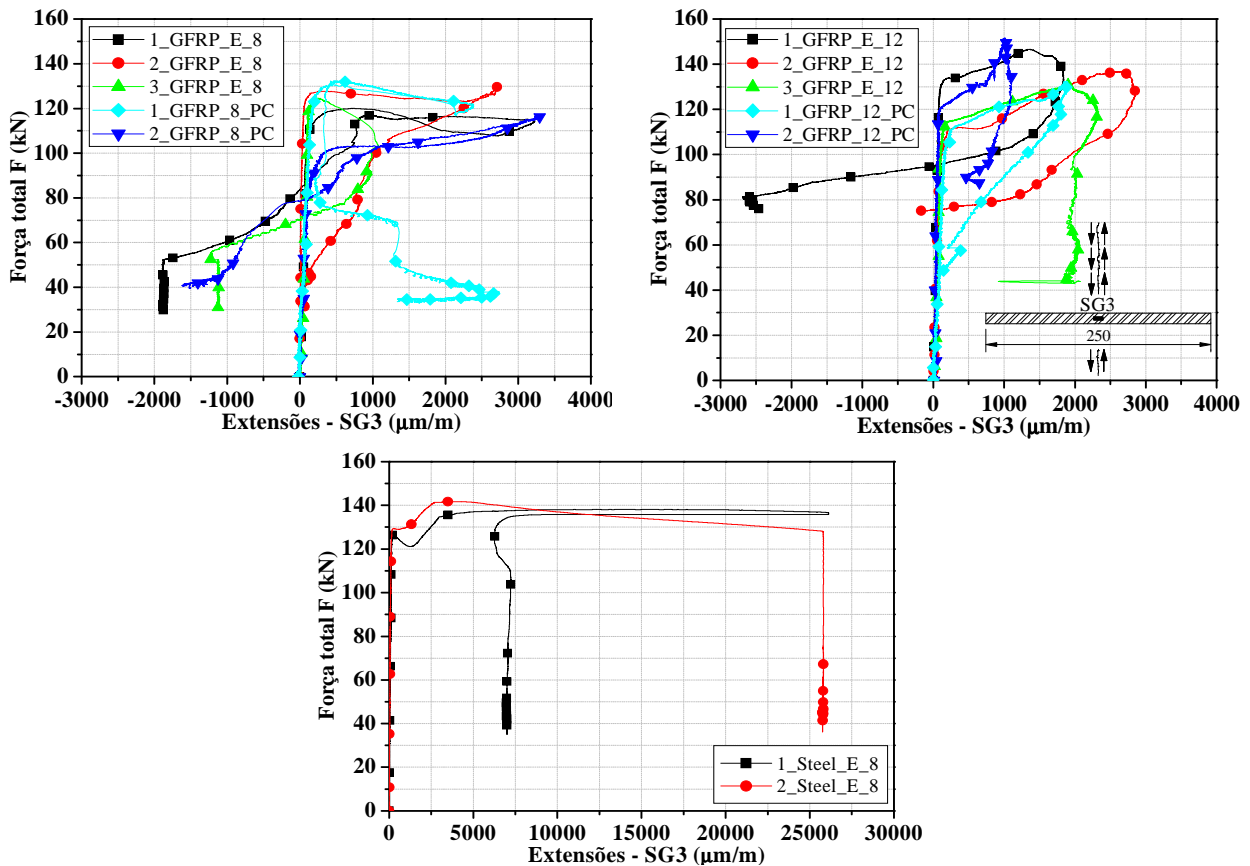 160
140
120
100
80
60
40
20
0
Força total F (kN)
1_GFRP_E_8
2_GFRP_E_8
3_GFRP_E_8
1_GFRP_8_PC
2_GFRP_8_PC
-3000 -2000 -1000 0 1000 2000 3000 4000
Extensões - SG3 (μm/m)
160
140
120
100
80
60
40
20
0
Força total F (kN)
1_GFRP_E_12
2_GFRP_E_12
3_GFRP_E_12
1_GFRP_12_PC
2_GFRP_12_PC
SG3
250
-3000 -2000 -1000 0 1000 2000 3000 4000
Extensões - SG3 (μm/m)
160
140
120
100
80
60
40
20
0
Força total F (kN)
1_Steel_E_8
2_Steel_E_8
0 5000 10000 15000 20000 25000 30000
Extensões - SG3 (μm/m)